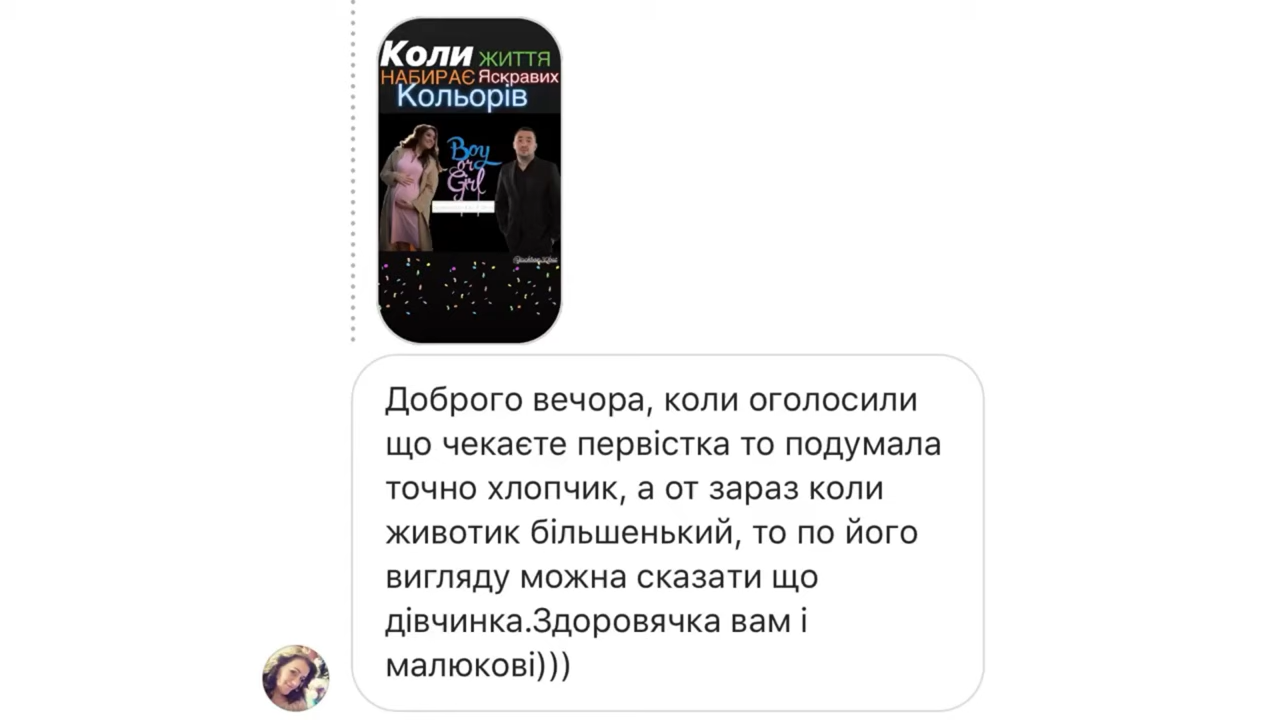 Коли життя
НАБИРАЄ Яскравих
Кольорів
Boy
or
Girl
Доброго вечора, коли оголосили
що чекаєте первістка то подумала
точно хлопчик, а от зараз коли
животик більшенький, то по його
вигляду можна сказати що
дівчинка.Здоровячка вам і
малюкові)))